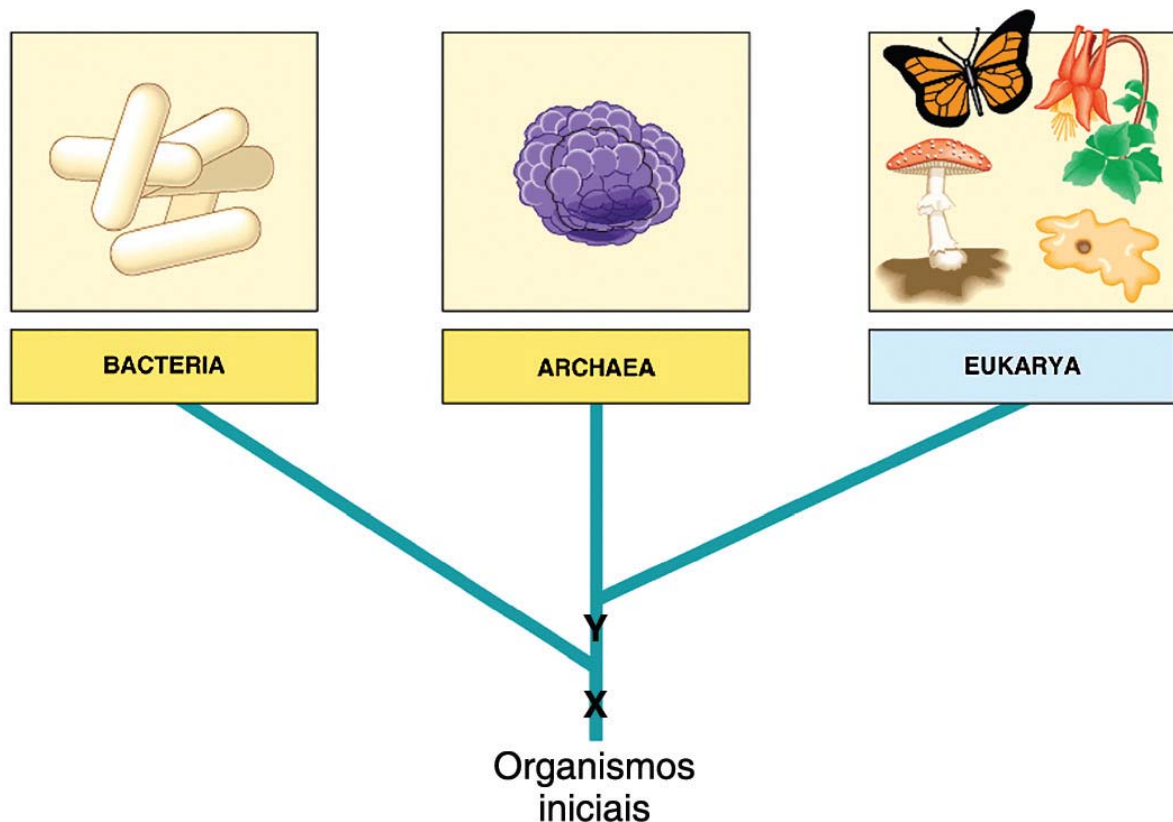 BACTERIA
ARCHAEA
EUKARYA
Y
X
Organismos
iniciais